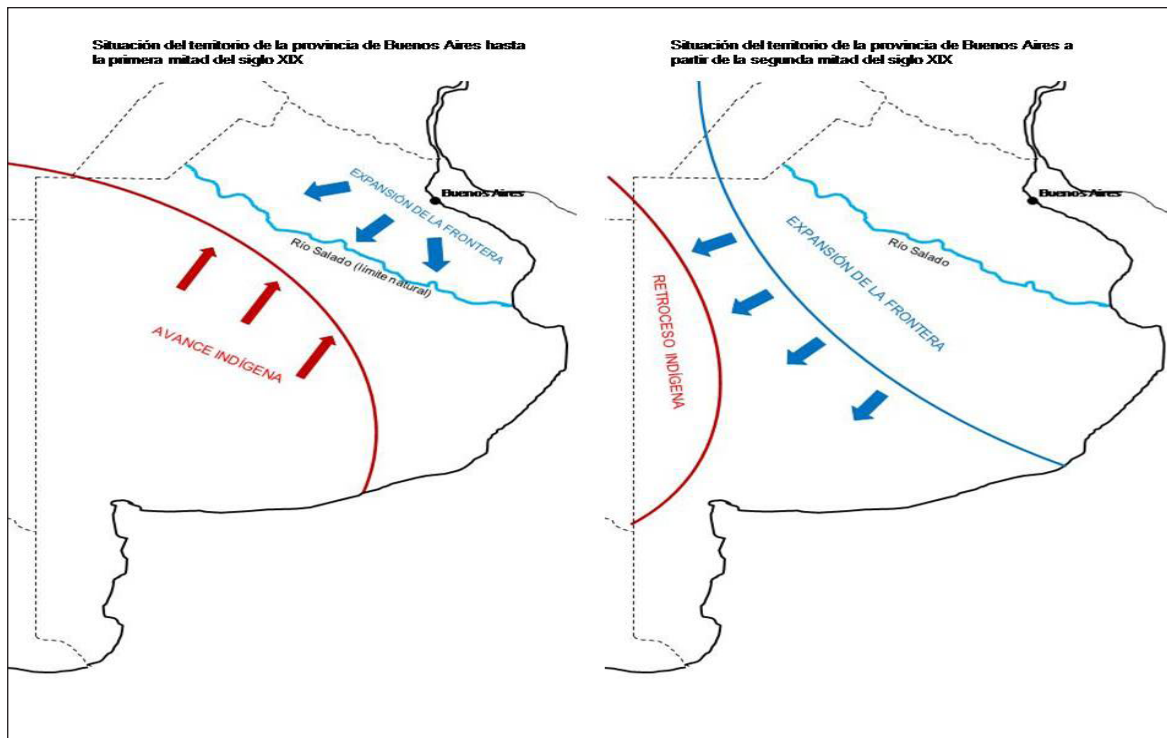 Situación del territorio de la provincia de Buenos Aires hasta
la primera mitad del siglo XIX
EXPANSIÓN DE LA FRONTERA
Buenos Aires
Río Salado (límite natural)
AVANCE INDÍGENA
Situación del territorio de la provincia de Buenos Aires a
partir de la segunda mitad del siglo XIX
Buenos Aires
Río Salado
EXPANSIÓN DE LA FRONTERA
RETROCESO INDÍGENA